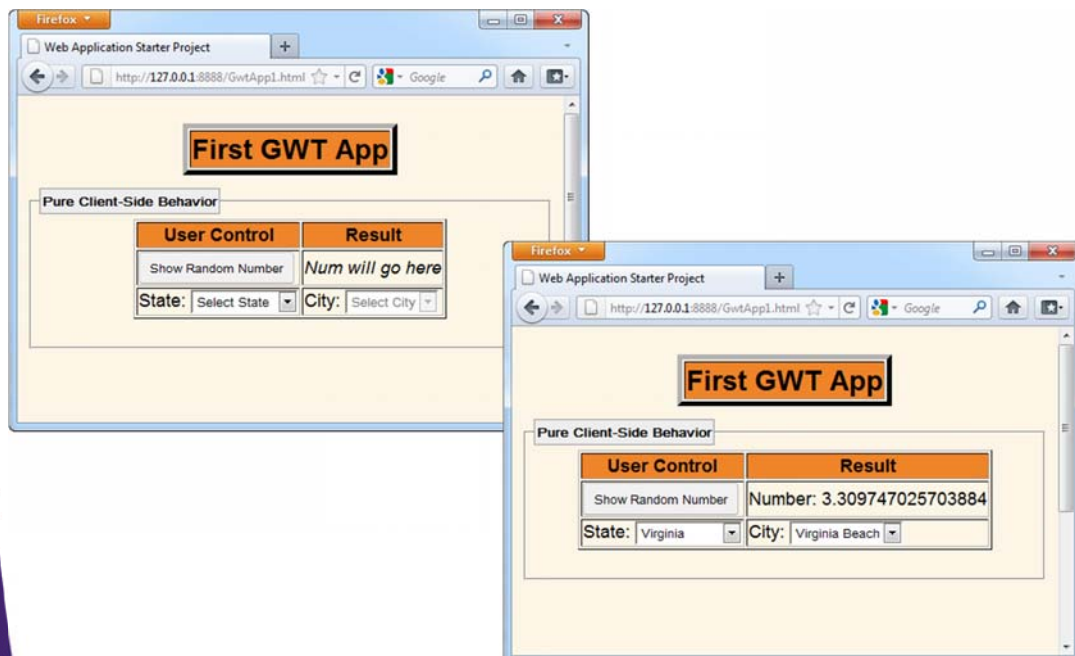 Firefox
Web Application Starter Project
http://127.0.0.1:8888/GwtApp1.html
Google
First GWT App
Pure Client-Side Behavior
User Control Result
Show Random Number Num will go here
State: Select State City: Select City
Firefox
Web Application Starter Project
http://127.0.0.1:8888/GwtApp1.html
Google
First GWT App
Pure Client-Side Behavior
User Control Result
Show Random Number Number: 3.309747025703884
State: Virginia City: Virginia Beach